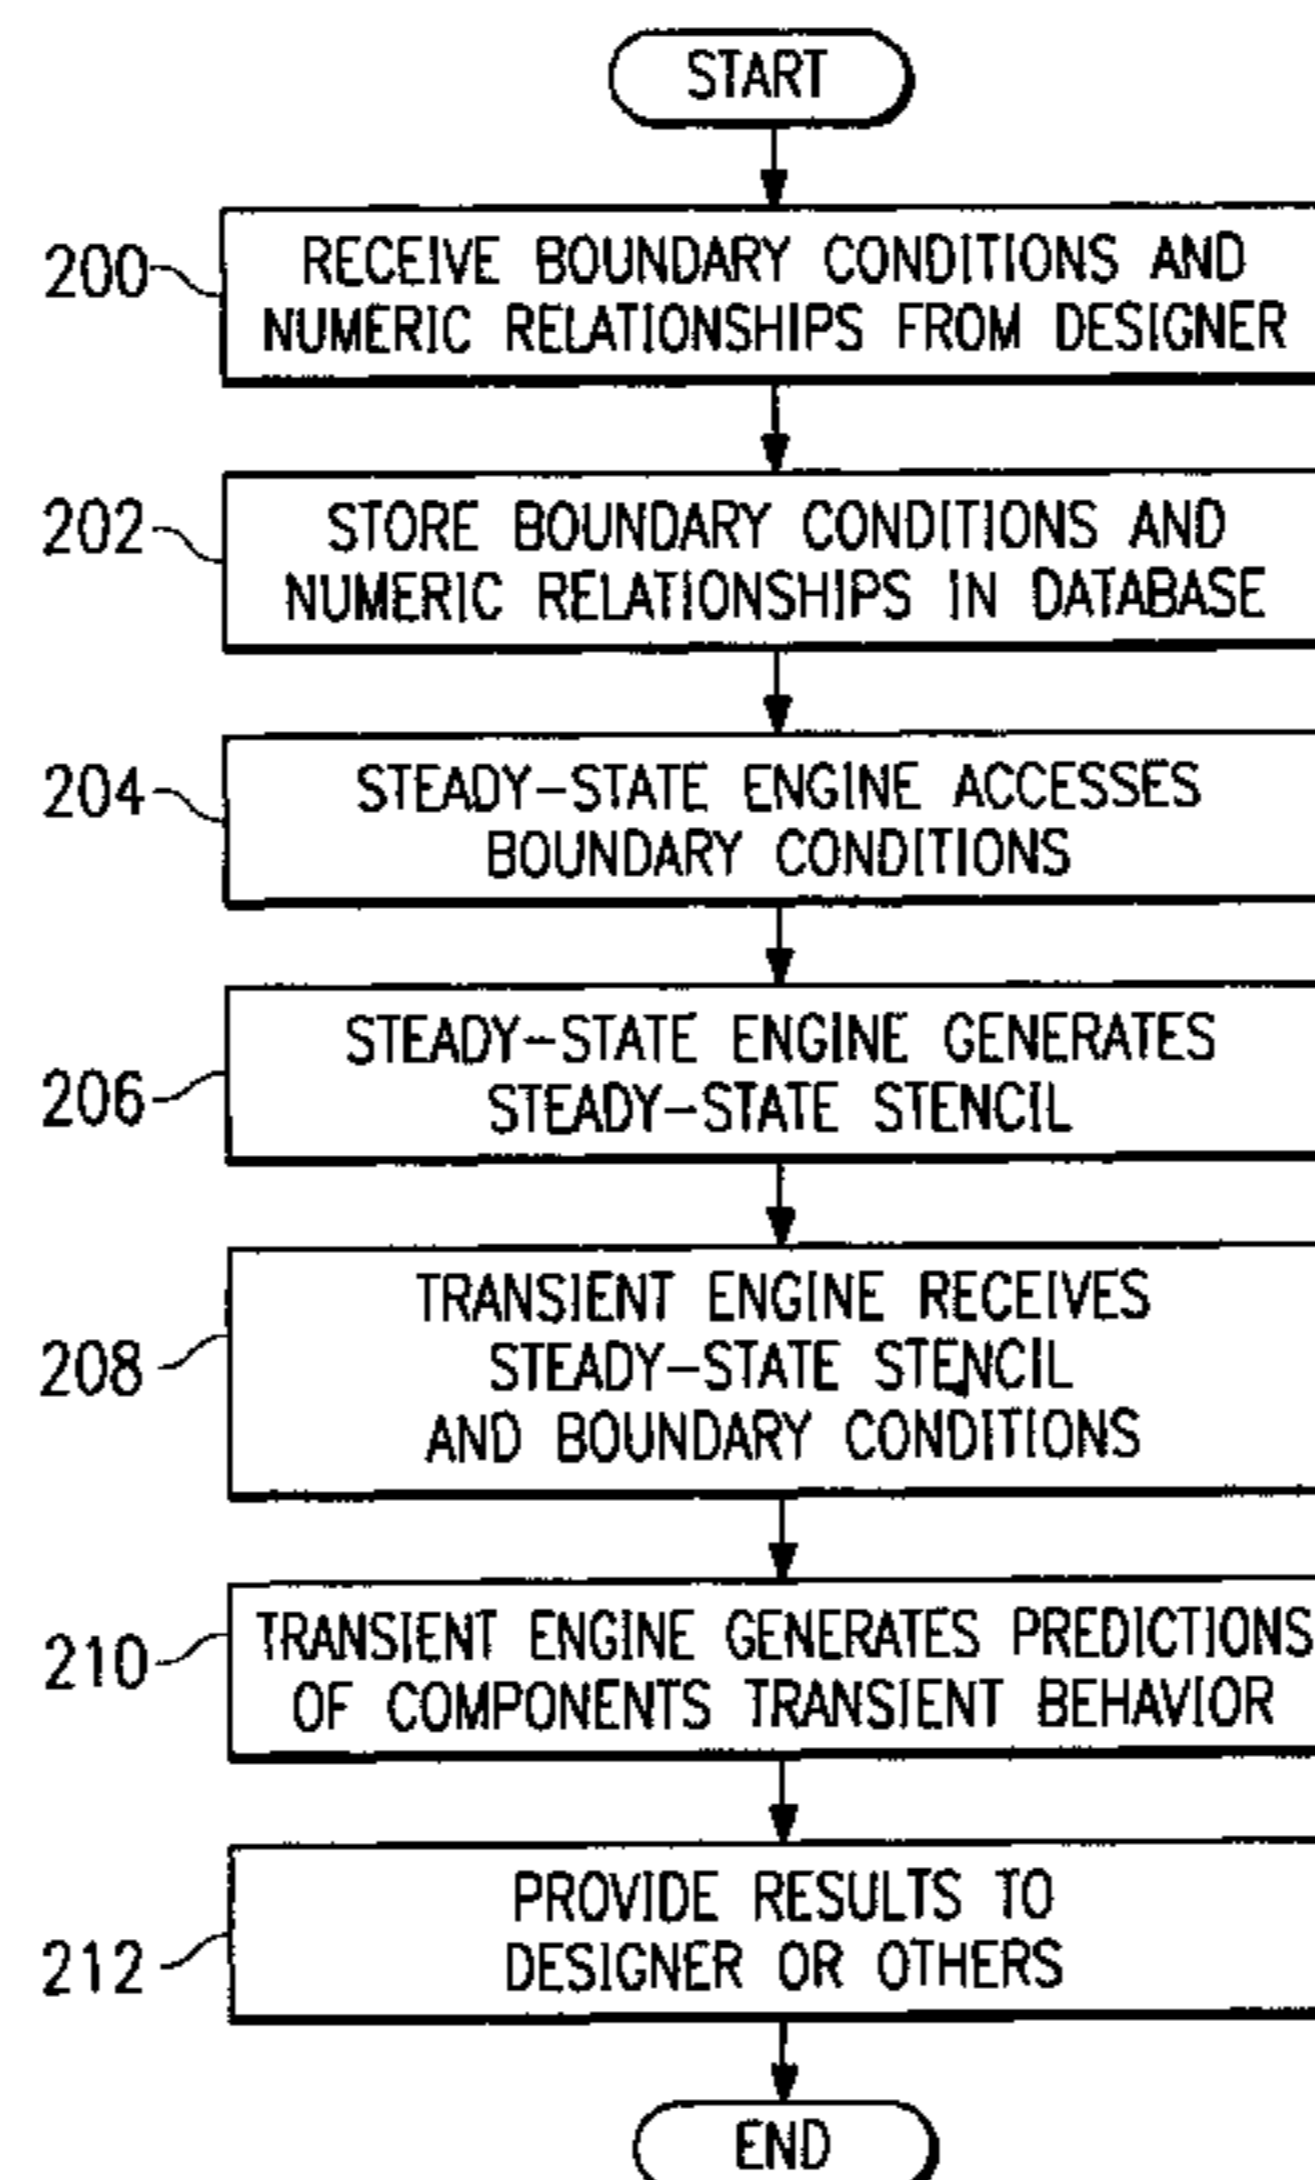 START
200
RECEIVE BOUNDARY CONDITIONS AND
NUMERIC RELATIONSHIPS FROM DESIGNER
202
STORE BOUNDARY CONDITIONS AND
NUMERIC RELATIONSHIPS IN DATABASE
204
STEADY-STATE ENGINE ACCESSES
BOUNDARY CONDITIONS
206
STEADY-STATE ENGINE GENERATES
STEADY-STATE STENCIL
208
TRANSIENT ENGINE RECEIVES
STEADY-STATE STENCIL
AND BOUNDARY CONDITIONS
210
TRANSIENT ENGINE GENERATES PREDICTIONS
OF COMPONENTS TRANSIENT BEHAVIOR
212
PROVIDE RESULTS TO
DESIGNER OR OTHERS
END